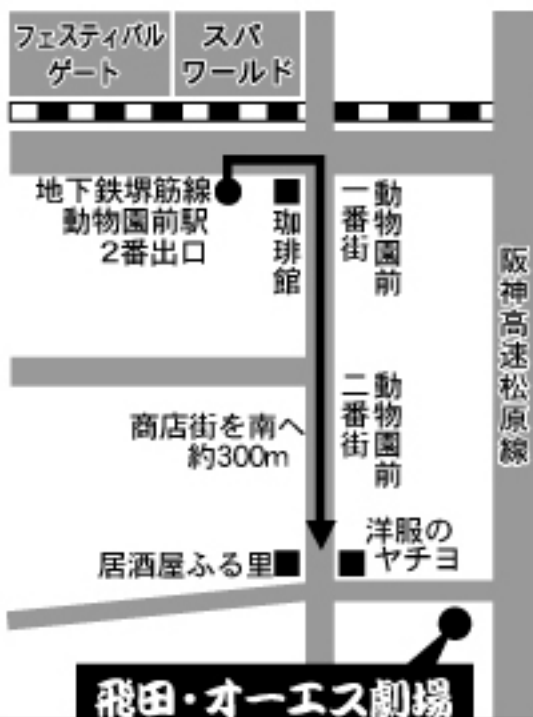 フェスティバル
ゲート
スパ
ワールド
地下鉄堺筋線
動物園前駅
2番出口
珈琲館
動物園前
一番街
阪神高速松原線
動物園前
二番街
商店街を南へ
約300m
洋服の
ヤチヨ
居酒屋ふる里
飛田・オーエス劇場